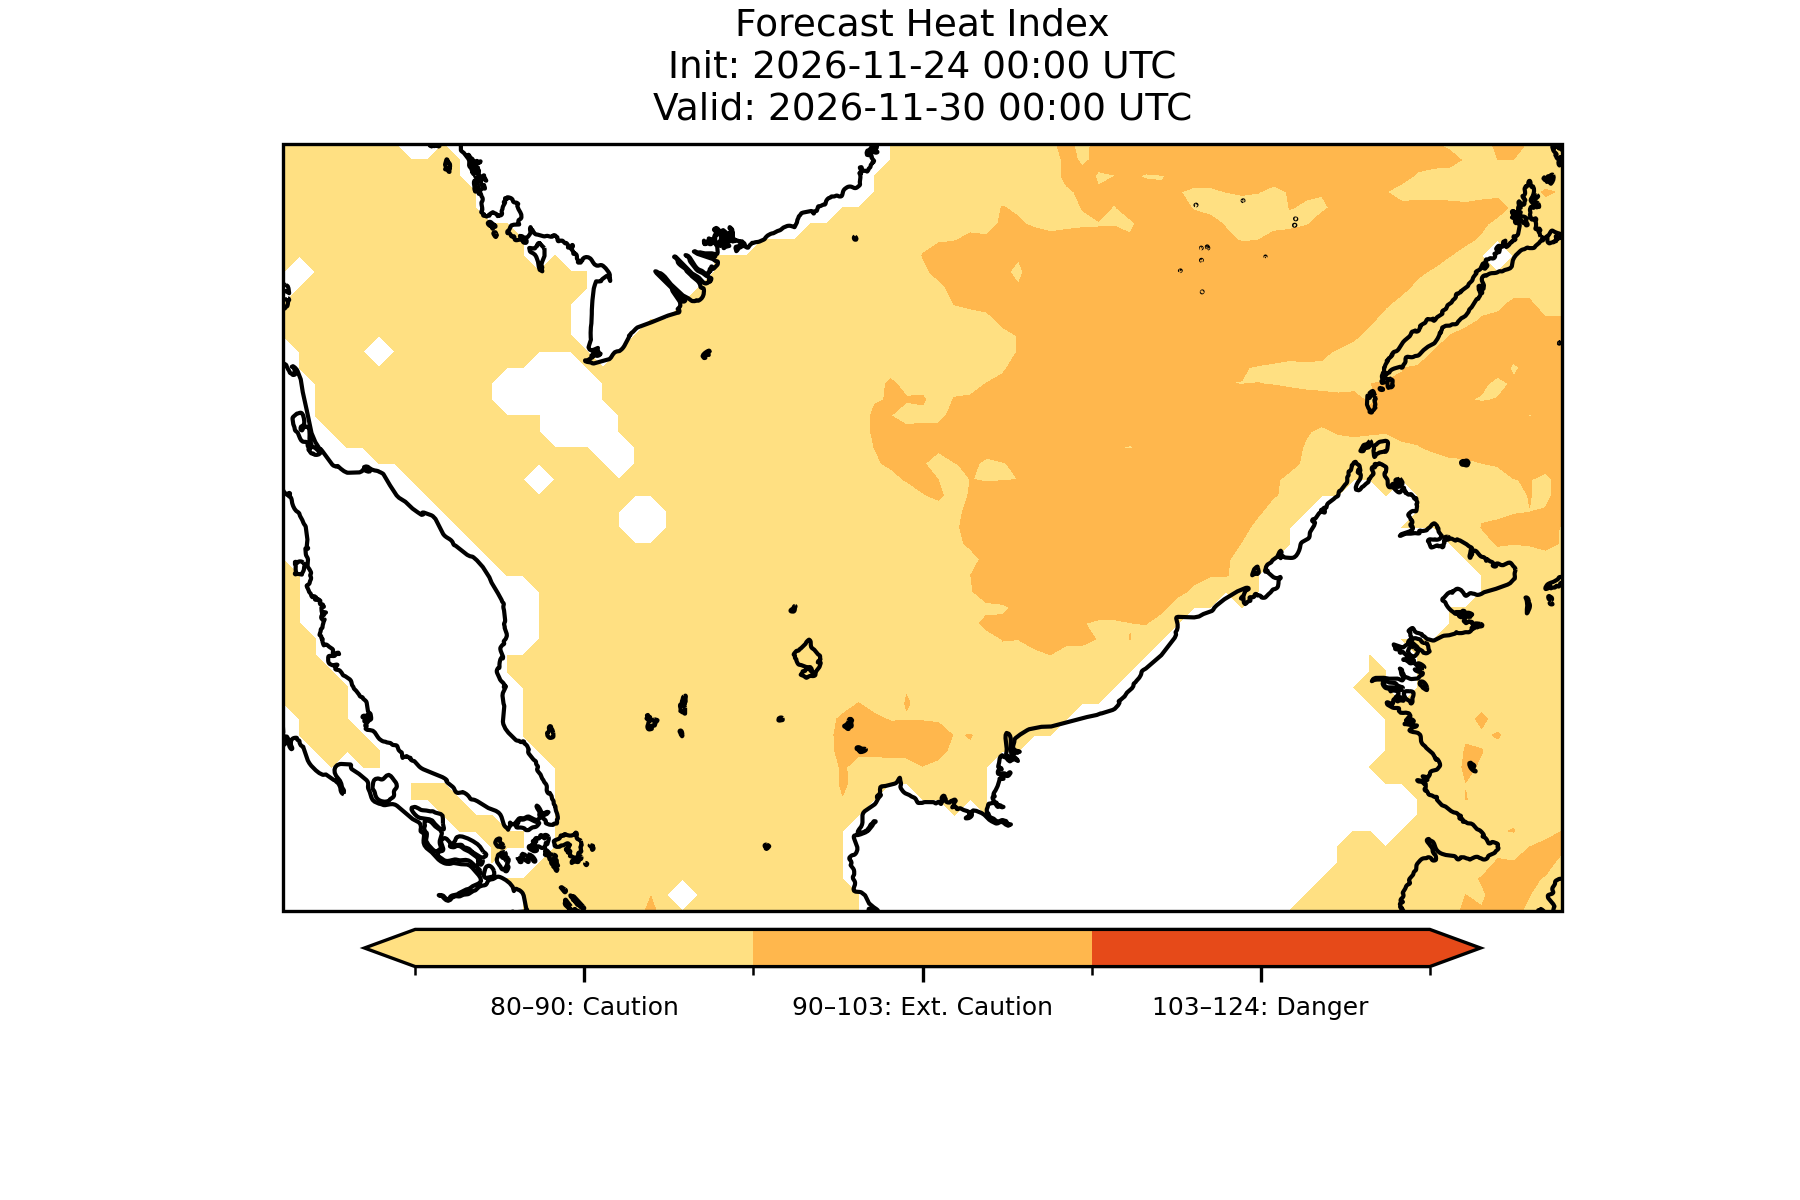 Forecast Heat Index
Init: 2026-11-24 00:00 UTC
Valid: 2026-11-30 00:00 UTC
80–90: Caution
90–103: Ext. Caution
103–124: Danger